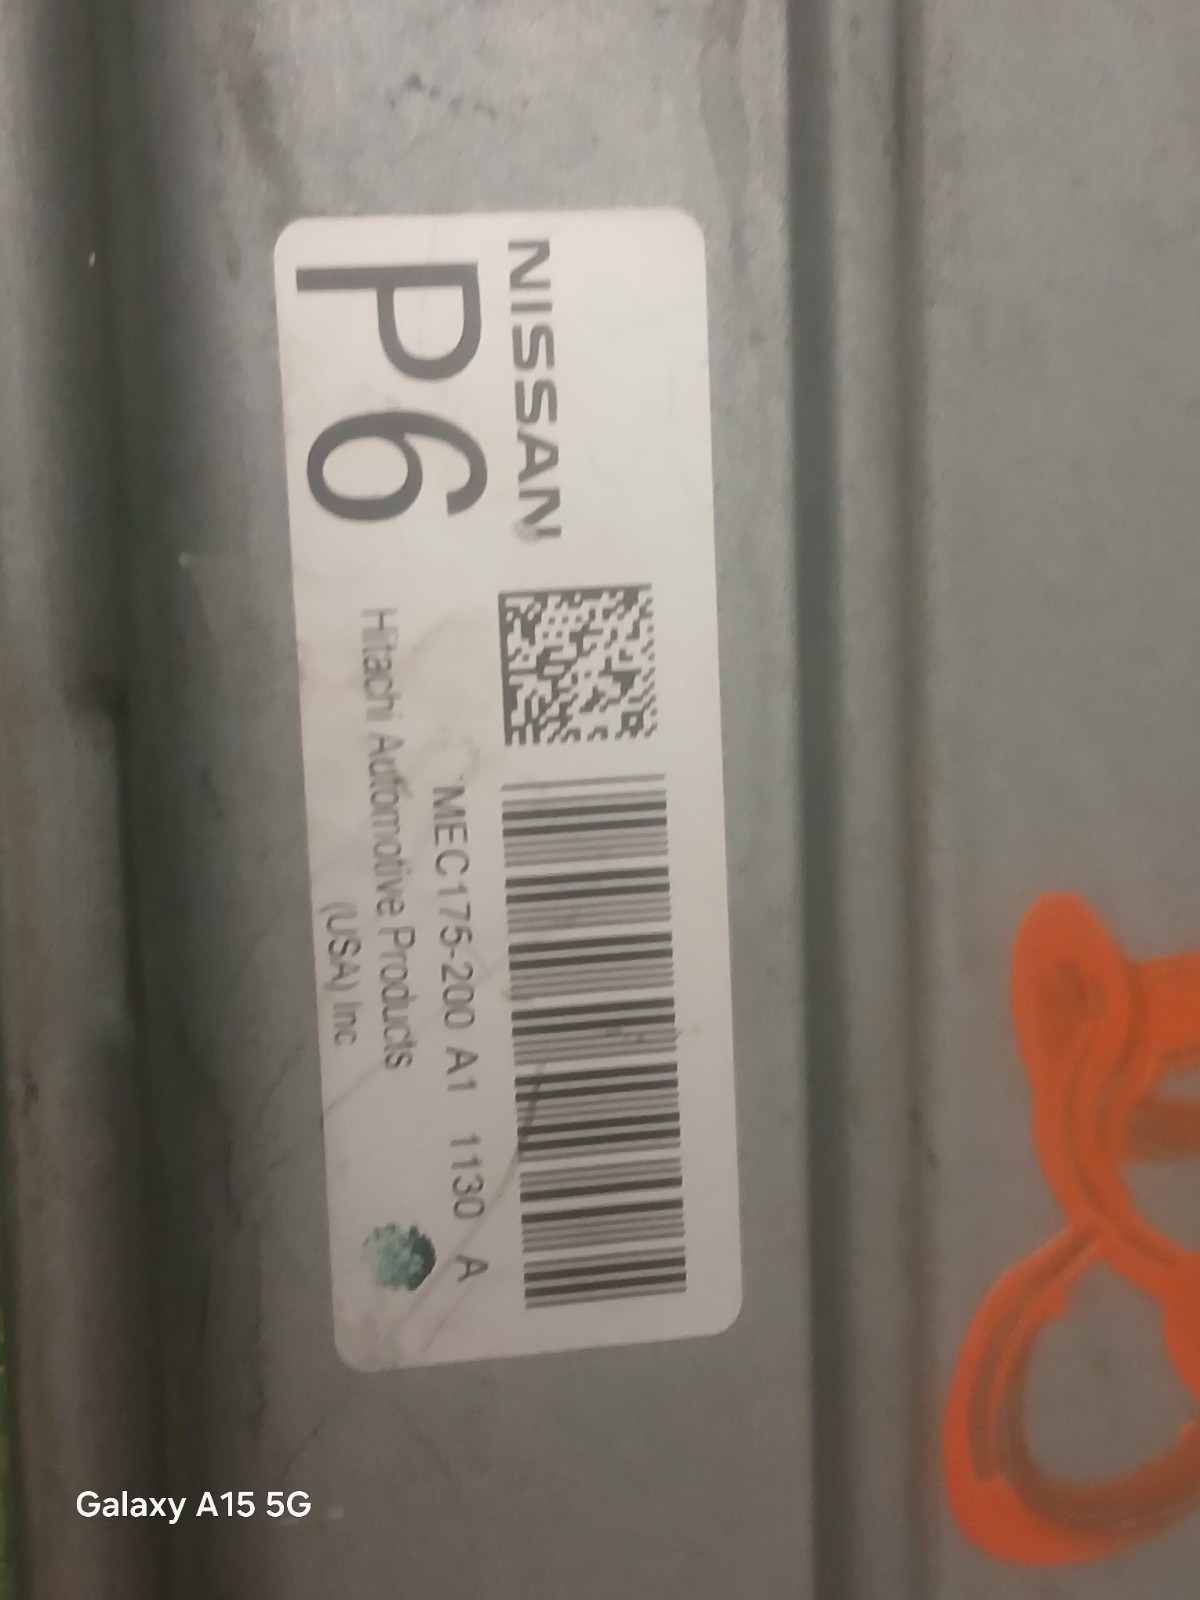 NISSAN
P6
MEC175-200 A1 1130 A
Hitachi Automotive Products
(USA) Inc
Galaxy A15 5G